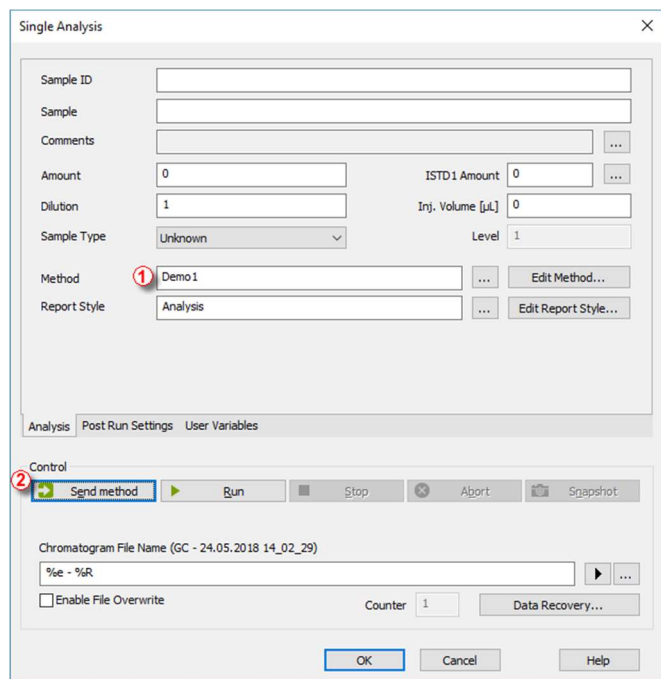 Single Analysis
Sample ID
Sample
Comments ...
Amount 0 ISTD1 Amount 0 ...
Dilution 1 Inj. Volume [µL] 0
Sample Type Unknown Level 1
① Method Demo1 ... Edit Method...
Report Style Analysis ... Edit Report Style...
Analysis Post Run Settings User Variables
Control
② Send method Run Stop Abort Snapshot
Chromatogram File Name (GC - 24.05.2018 14_02_29)
%e - %R ...
Enable File Overwrite Counter 1 Data Recovery...
OK Cancel Help